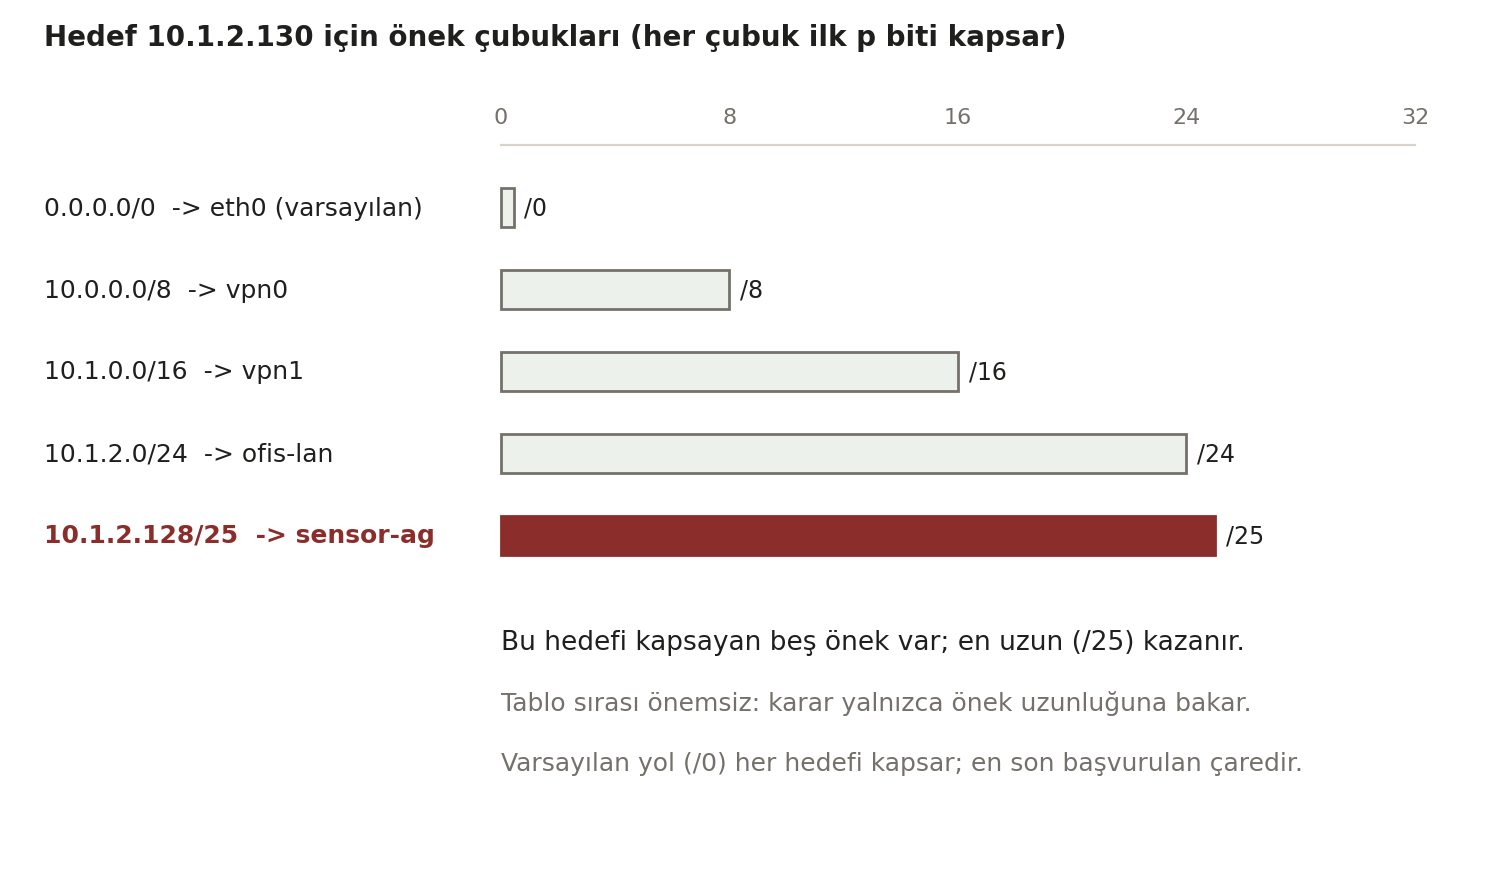 Hedef 10.1.2.130 için önek çubukları (her çubuk ilk p biti kapsar)
0 8 16 24 32
0.0.0.0/0 -> eth0 (varsayılan) /0
10.0.0.0/8 -> vpn0 /8
10.1.0.0/16 -> vpn1 /16
10.1.2.0/24 -> ofis-lan /24
10.1.2.128/25 -> sensor-ag /25
Bu hedefi kapsayan beş önek var; en uzun (/25) kazanır.
Tablo sırası önemsiz: karar yalnızca önek uzunluğuna bakar.
Varsayılan yol (/0) her hedefi kapsar; en son başvurulan çaredir.